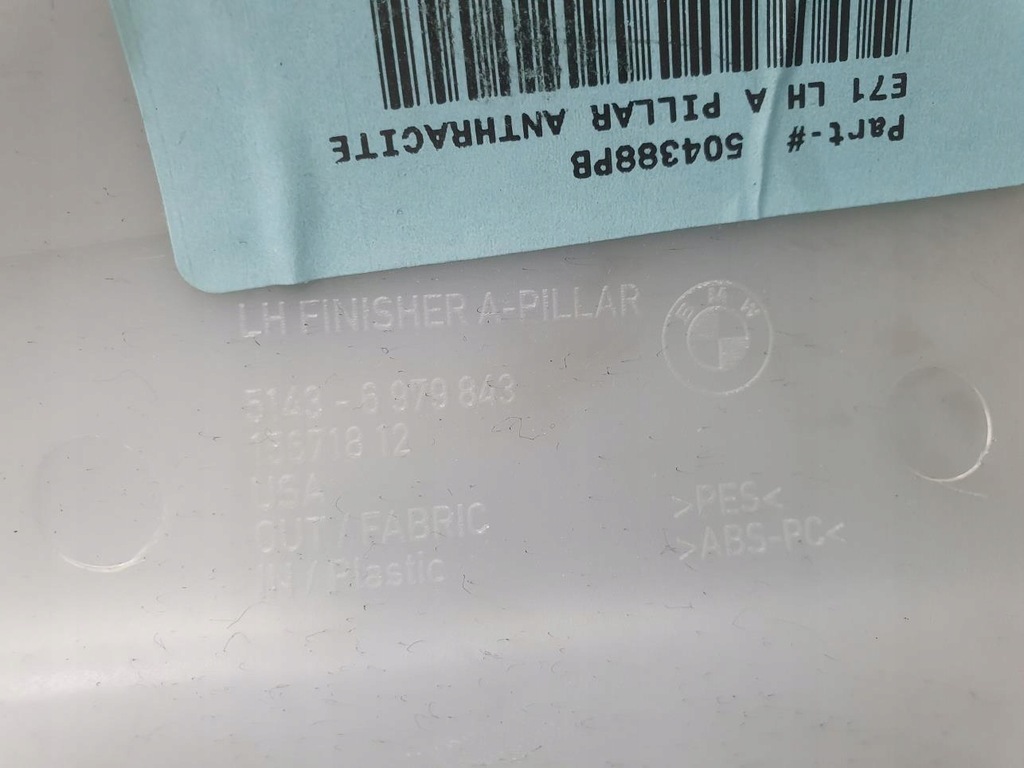 Part-# 504388PB
E71 LH A PILLAR ANTHRACITE
LH FINISHER A-PILLAR
BMW
5143 - 6 979 843
12
USA
OUT / FABRIC
IN / Plastic
>PES<
>ABS-PC<